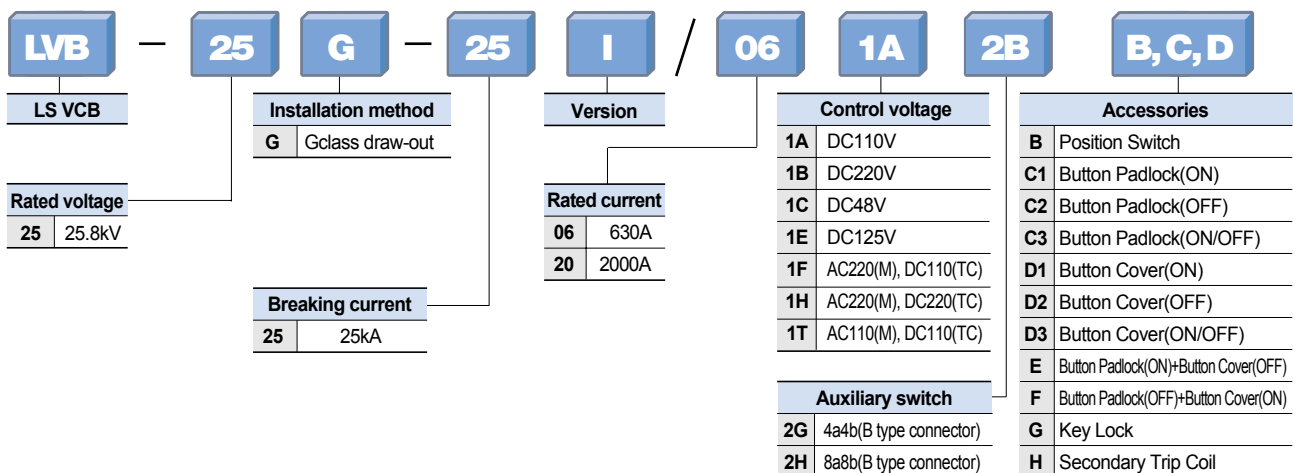 LVB – 25 G – 25 I / 06 1A 2B B, C, D
LS VCB
Installation method
G Gclass draw-out
Version
Rated voltage
25 25.8kV
Breaking current
25 25kA
Rated current
06 630A
20 2000A
Control voltage
1A DC110V
1B DC220V
1C DC48V
1E DC125V
1F AC220(M), DC110(TC)
1H AC220(M), DC220(TC)
1T AC110(M), DC110(TC)
Auxiliary switch
2G 4a4b(B type connector)
2H 8a8b(B type connector)
Accessories
B Position Switch
C1 Button Padlock(ON)
C2 Button Padlock(OFF)
C3 Button Padlock(ON/OFF)
D1 Button Cover(ON)
D2 Button Cover(OFF)
D3 Button Cover(ON/OFF)
E Button Padlock(ON)+Button Cover(OFF)
F Button Padlock(OFF)+Button Cover(ON)
G Key Lock
H Secondary Trip Coil